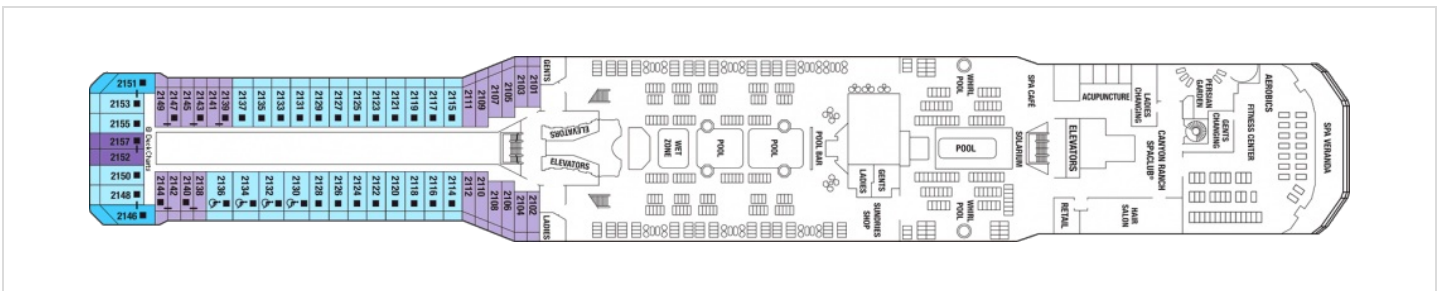 2151
2153
2155
2157
2152
2150
2148
2146
© DeckCharts
2149
2147
2145
2143
2141
2139
2137
2135
2133
2131
2129
2127
2125
2123
2121
2119
2117
2115
2111
2109
2107
2105
2103
2101
2144
2142
2140
2138
2136
2134
2132
2130
2128
2126
2124
2122
2120
2118
2116
2114
2112
2110
2108
2106
2104
2102
GENTS
LADIES
ELEVATORS
ELEVATORS
WET
ZONE
POOL
POOL
POOL BAR
GENTS
LADIES
SUNDRIES
SHOP
WHIRL
POOL
POOL
WHIRL
POOL
SPA CAFÉ
SOLARIUM
ELEVATORS
ACUPUNCTURE
LADIES
CHANGING
CANYON RANCH
SPACLUB®
RETAIL
HAIR
SALON
PERSIAN
GARDEN
GENTS
CHANGING
AEROBICS
FITNESS CENTER
SPA VERANDA